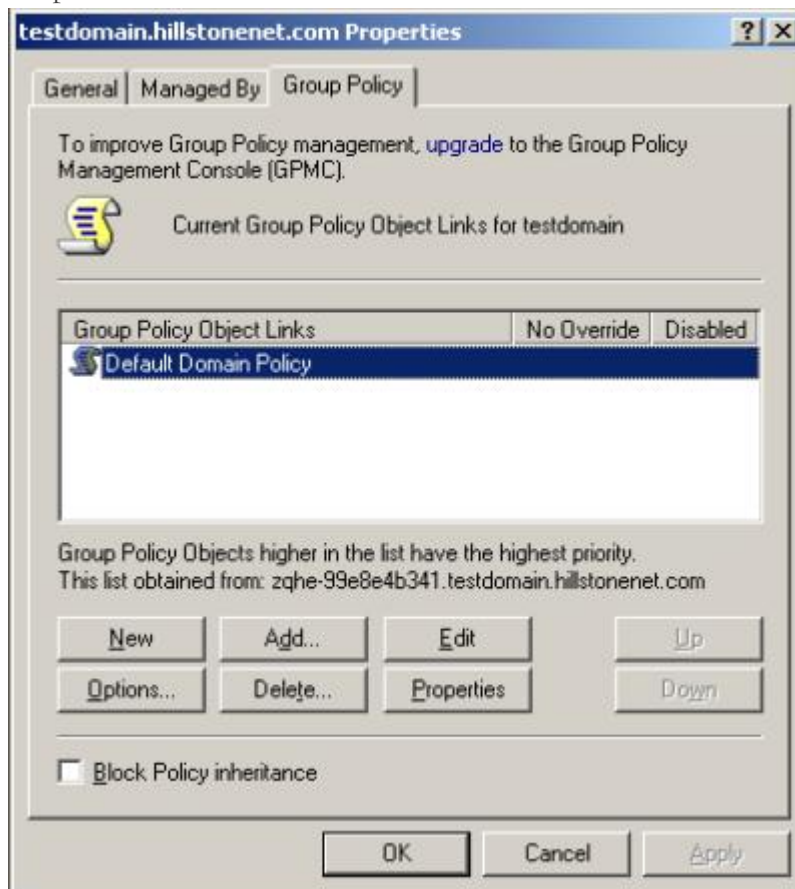 testdomain.hillstonenet.com Properties
General Managed By Group Policy
To improve Group Policy management, upgrade to the Group Policy
Management Console (GPMC).
Current Group Policy Object Links for testdomain
Group Policy Object Links No Override Disabled
Default Domain Policy
Group Policy Objects higher in the list have the highest priority.
This list obtained from: zqhe-99e8e4b341.testdomain.hillstonenet.com
New Add... Edit Up
Options... Delete... Properties Down
Block Policy inheritance
OK Cancel Apply